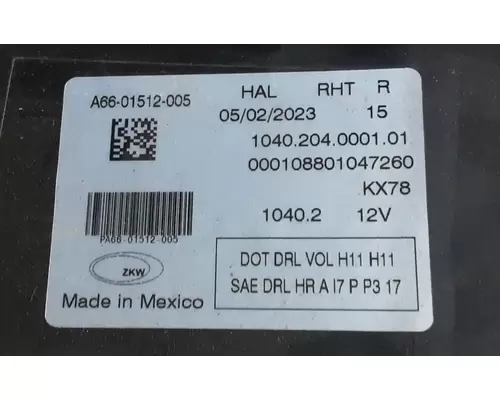 A66-01512-005 HAL RHT R
05/02/2023 15
1040.204.0001.01
000108801047260
KX78
1040.2 12V
PA66-01512-005
ZKW
DOT DRL VOL H11 H11
SAE DRL HR A I7 P P3 17
Made in Mexico